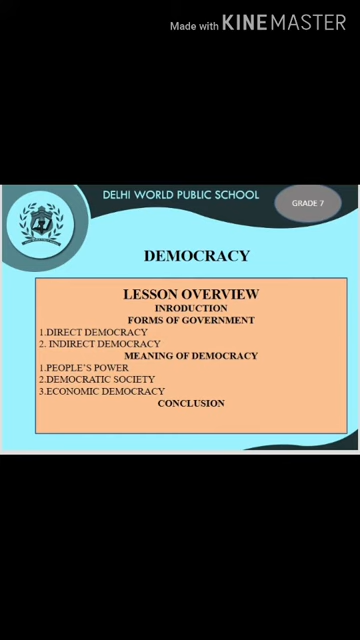 Made with KINEMASTER
DELHI WORLD PUBLIC SCHOOL
GRADE 7
DEMOCRACY
LESSON OVERVIEW
INRODUCTION
FORMS OF GOVERNMENT
1.DIRECT DEMOCRACY
2. INDIRECT DEMOCRACY
MEANING OF DEMOCRACY
1.PEOPLE'S POWER
2.DEMOCRATIC SOCIETY
3.ECONOMIC DEMOCRACY
CONCLUSION